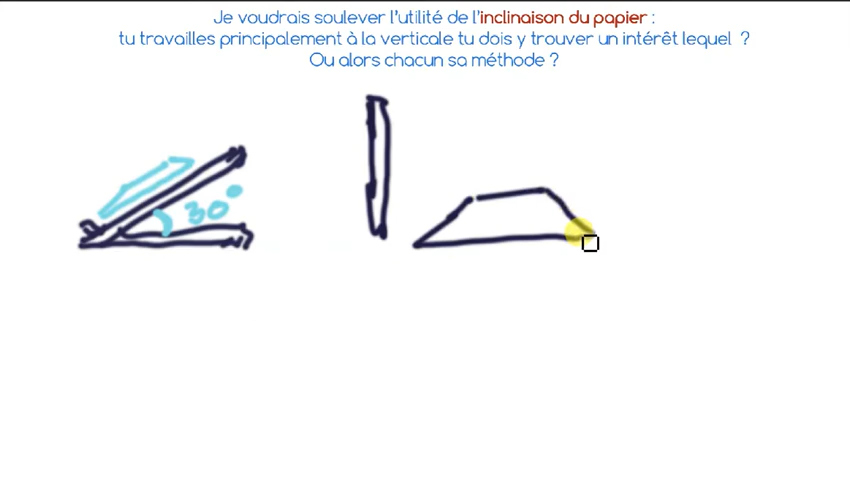 Je voudrais soulever l'utilité de l'inclinaison du papier :
tu travailles principalement à la verticale tu dois y trouver un intérêt lequel ?
Ou alors chacun sa méthode ?
30°